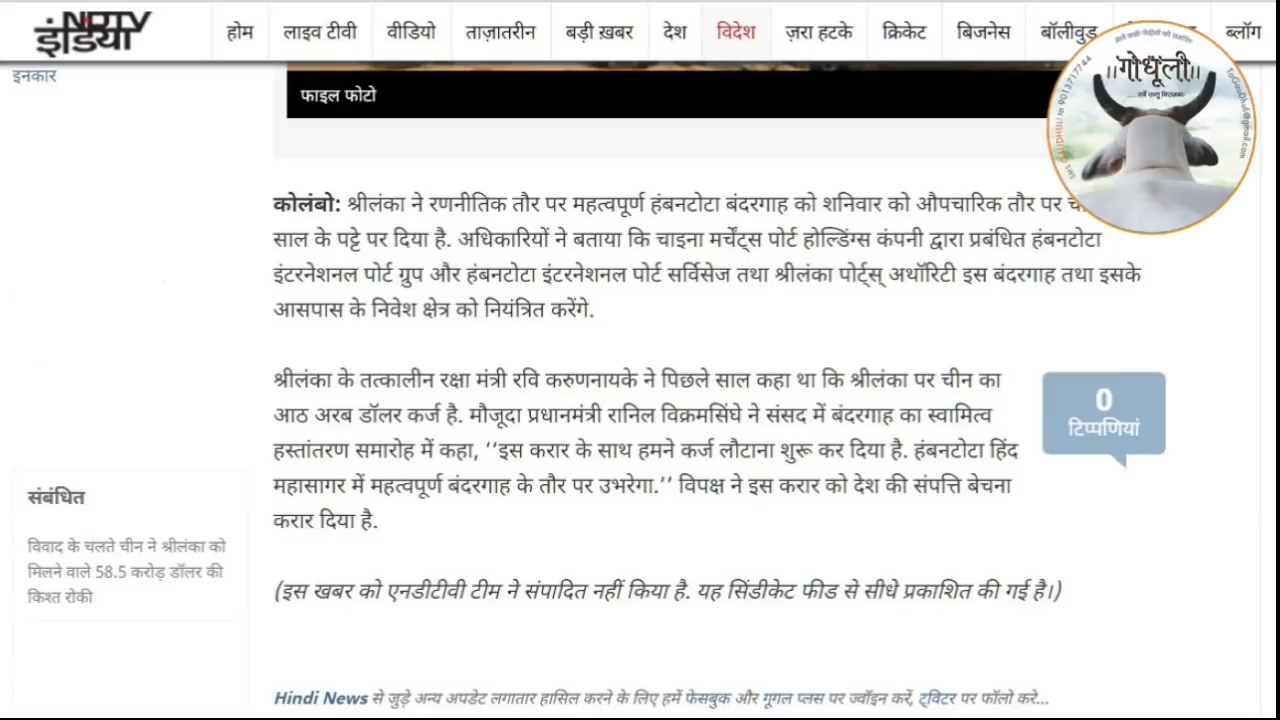 NDTV
इंडिया
होम लाइव टीवी वीडियो ताज़ातरीन बड़ी ख़बर देश विदेश ज़रा हटके क्रिकेट बिजनेस बॉलीवुड ब्लॉग
इनकार
फाइल फोटो
॥गोधूली॥
कोलंबो: श्रीलंका ने रणनीतिक तौर पर महत्वपूर्ण हंबनटोटा बंदरगाह को शनिवार को औपचारिक तौर पर
साल के पट्टे पर दिया है. अधिकारियों ने बताया कि चाइना मर्चेंट्स पोर्ट होल्डिंग्स कंपनी द्वारा प्रबंधित हंबनटोटा
इंटरनेशनल पोर्ट ग्रुप और हंबनटोटा इंटरनेशनल पोर्ट सर्विसेज तथा श्रीलंका पोर्ट्स् अथॉरिटी इस बंदरगाह तथा इसके
आसपास के निवेश क्षेत्र को नियंत्रित करेंगे.
श्रीलंका के तत्कालीन रक्षा मंत्री रवि करुणनायके ने पिछले साल कहा था कि श्रीलंका पर चीन का
आठ अरब डॉलर कर्ज है. मौजूदा प्रधानमंत्री रानिल विक्रमसिंघे ने संसद में बंदरगाह का स्वामित्व
हस्तांतरण समारोह में कहा, ‘‘इस करार के साथ हमने कर्ज लौटाना शुरू कर दिया है. हंबनटोटा हिंद
महासागर में महत्वपूर्ण बंदरगाह के तौर पर उभरेगा.’’ विपक्ष ने इस करार को देश की संपत्ति बेचना
करार दिया है.
0
टिप्पणियां
संबंधित
विवाद के चलते चीन ने श्रीलंका को
मिलने वाले 58.5 करोड़ डॉलर की
किश्त रोकी
(इस खबर को एनडीटीवी टीम ने संपादित नहीं किया है. यह सिंडीकेट फीड से सीधे प्रकाशित की गई है।)
Hindi News से जुड़े अन्य अपडेट लगातार हासिल करने के लिए हमें फेसबुक और गूगल प्लस पर ज्वॉइन करें, ट्विटर पर फॉलो करे...